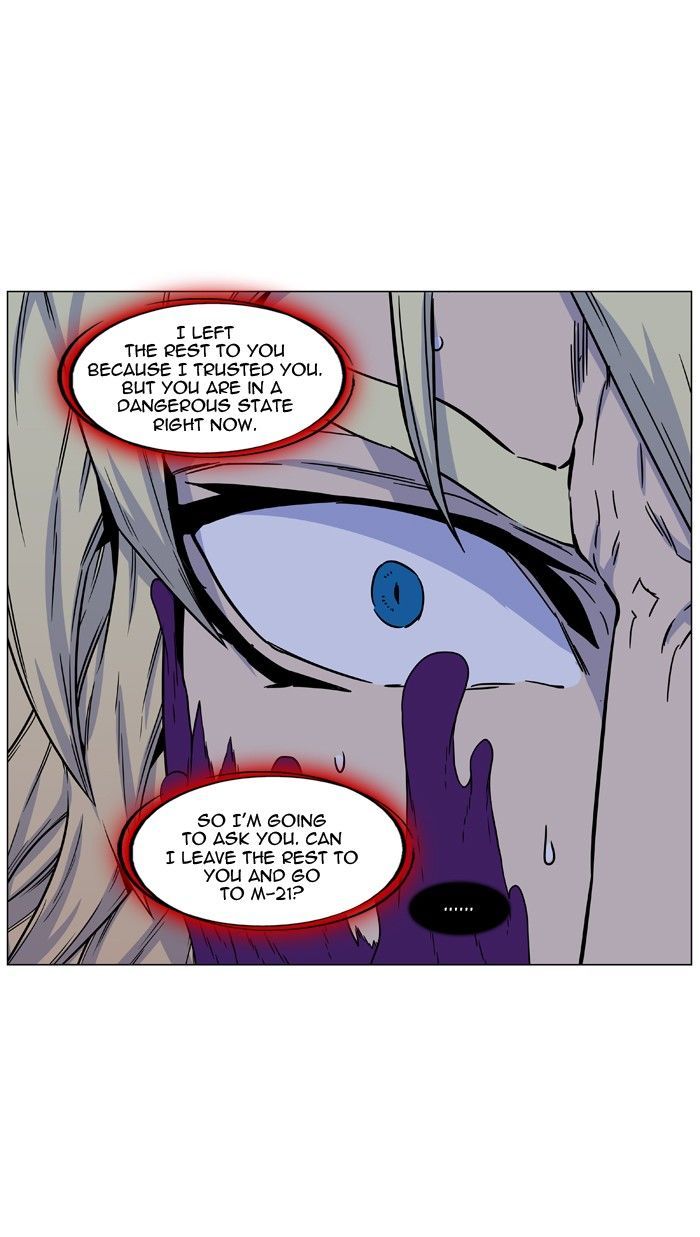 I LEFT
THE REST TO YOU
BECAUSE I TRUSTED YOU.
BUT YOU ARE IN A
DANGEROUS STATE
RIGHT NOW.
SO I'M GOING
TO ASK YOU. CAN
I LEAVE THE REST TO
YOU AND GO
TO M-21?
......